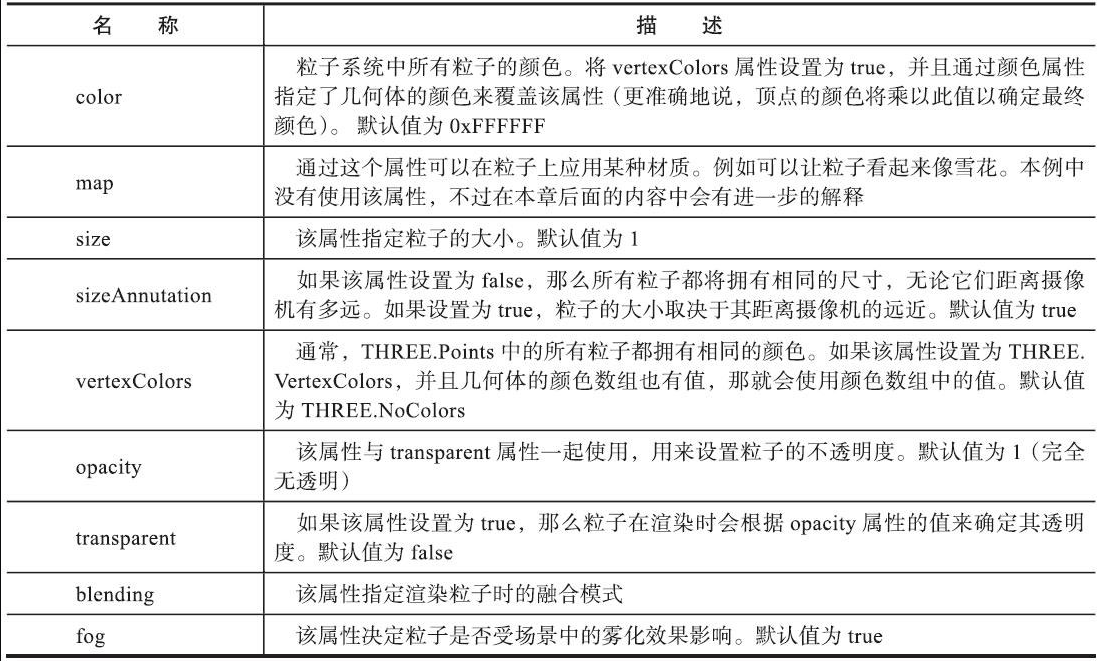 名 称 描 述
color
粒子系统中所有粒子的颜色。将 vertexColors 属性设置为 true，并且通过颜色属性
指定了几何体的颜色来覆盖该属性（更准确地说，顶点的颜色将乘以此值以确定最终
颜色）。 默认值为 0xFFFFFF
map
通过这个属性可以在粒子上应用某种材质。例如可以让粒子看起来像雪花。本例中
没有使用该属性，不过在本章后面的内容中会有进一步的解释
size
该属性指定粒子的大小。默认值为 1
sizeAnnutation
如果该属性设置为 false，那么所有粒子都将拥有相同的尺寸，无论它们距离摄像
机有多远。如果设置为 true，粒子的大小取决于其距离摄像机的远近。默认值为 true
vertexColors
通常，THREE.Points 中的所有粒子都拥有相同的颜色。如果该属性设置为 THREE.
VertexColors，并且几何体的颜色数组也有值，那就会使用颜色数组中的值。默认值
为 THREE.NoColors
opacity
该属性与 transparent 属性一起使用，用来设置粒子的不透明度。默认值为 1（完全
无透明）
transparent
如果该属性设置为 true，那么粒子在渲染时会根据 opacity 属性的值来确定其透明
度。默认值为 false
blending
该属性指定渲染粒子时的融合模式
fog
该属性决定粒子是否受场景中的雾化效果影响。默认值为 true